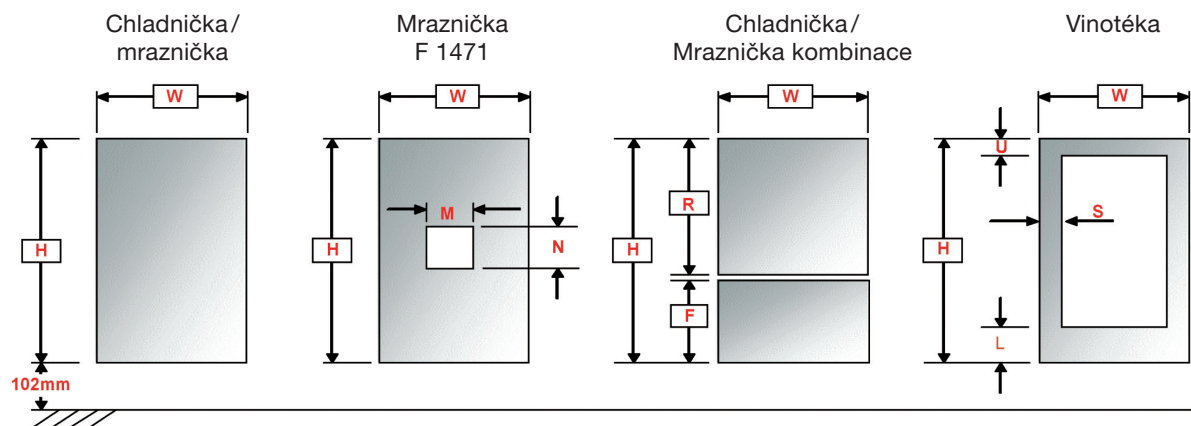 Chladnička/
mraznička
Mraznička
F 1471
Chladnička/
Mraznička kombinace
Vinotéka
W
W
W
W
H
102mm
H
M
N
H
R
F
H
U
S
L